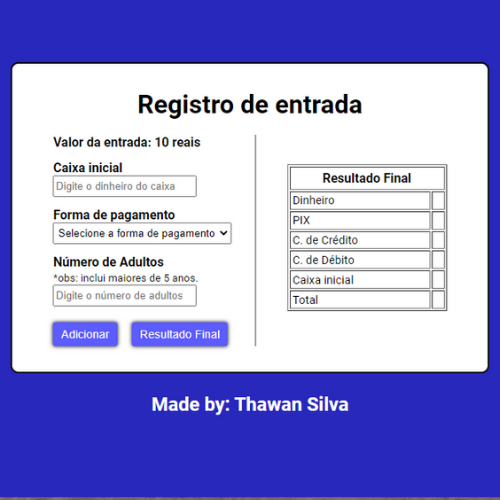 Registro de entrada
Valor da entrada: 10 reais
Caixa inicial
Digite o dinheiro do caixa
Forma de pagamento
Selecione a forma de pagamento
Número de Adultos
*obs: inclui maiores de 5 anos.
Digite o número de adultos
Adicionar
Resultado Final
Resultado Final
Dinheiro
PIX
C. de Crédito
C. de Débito
Caixa inicial
Total
Made by: Thawan Silva